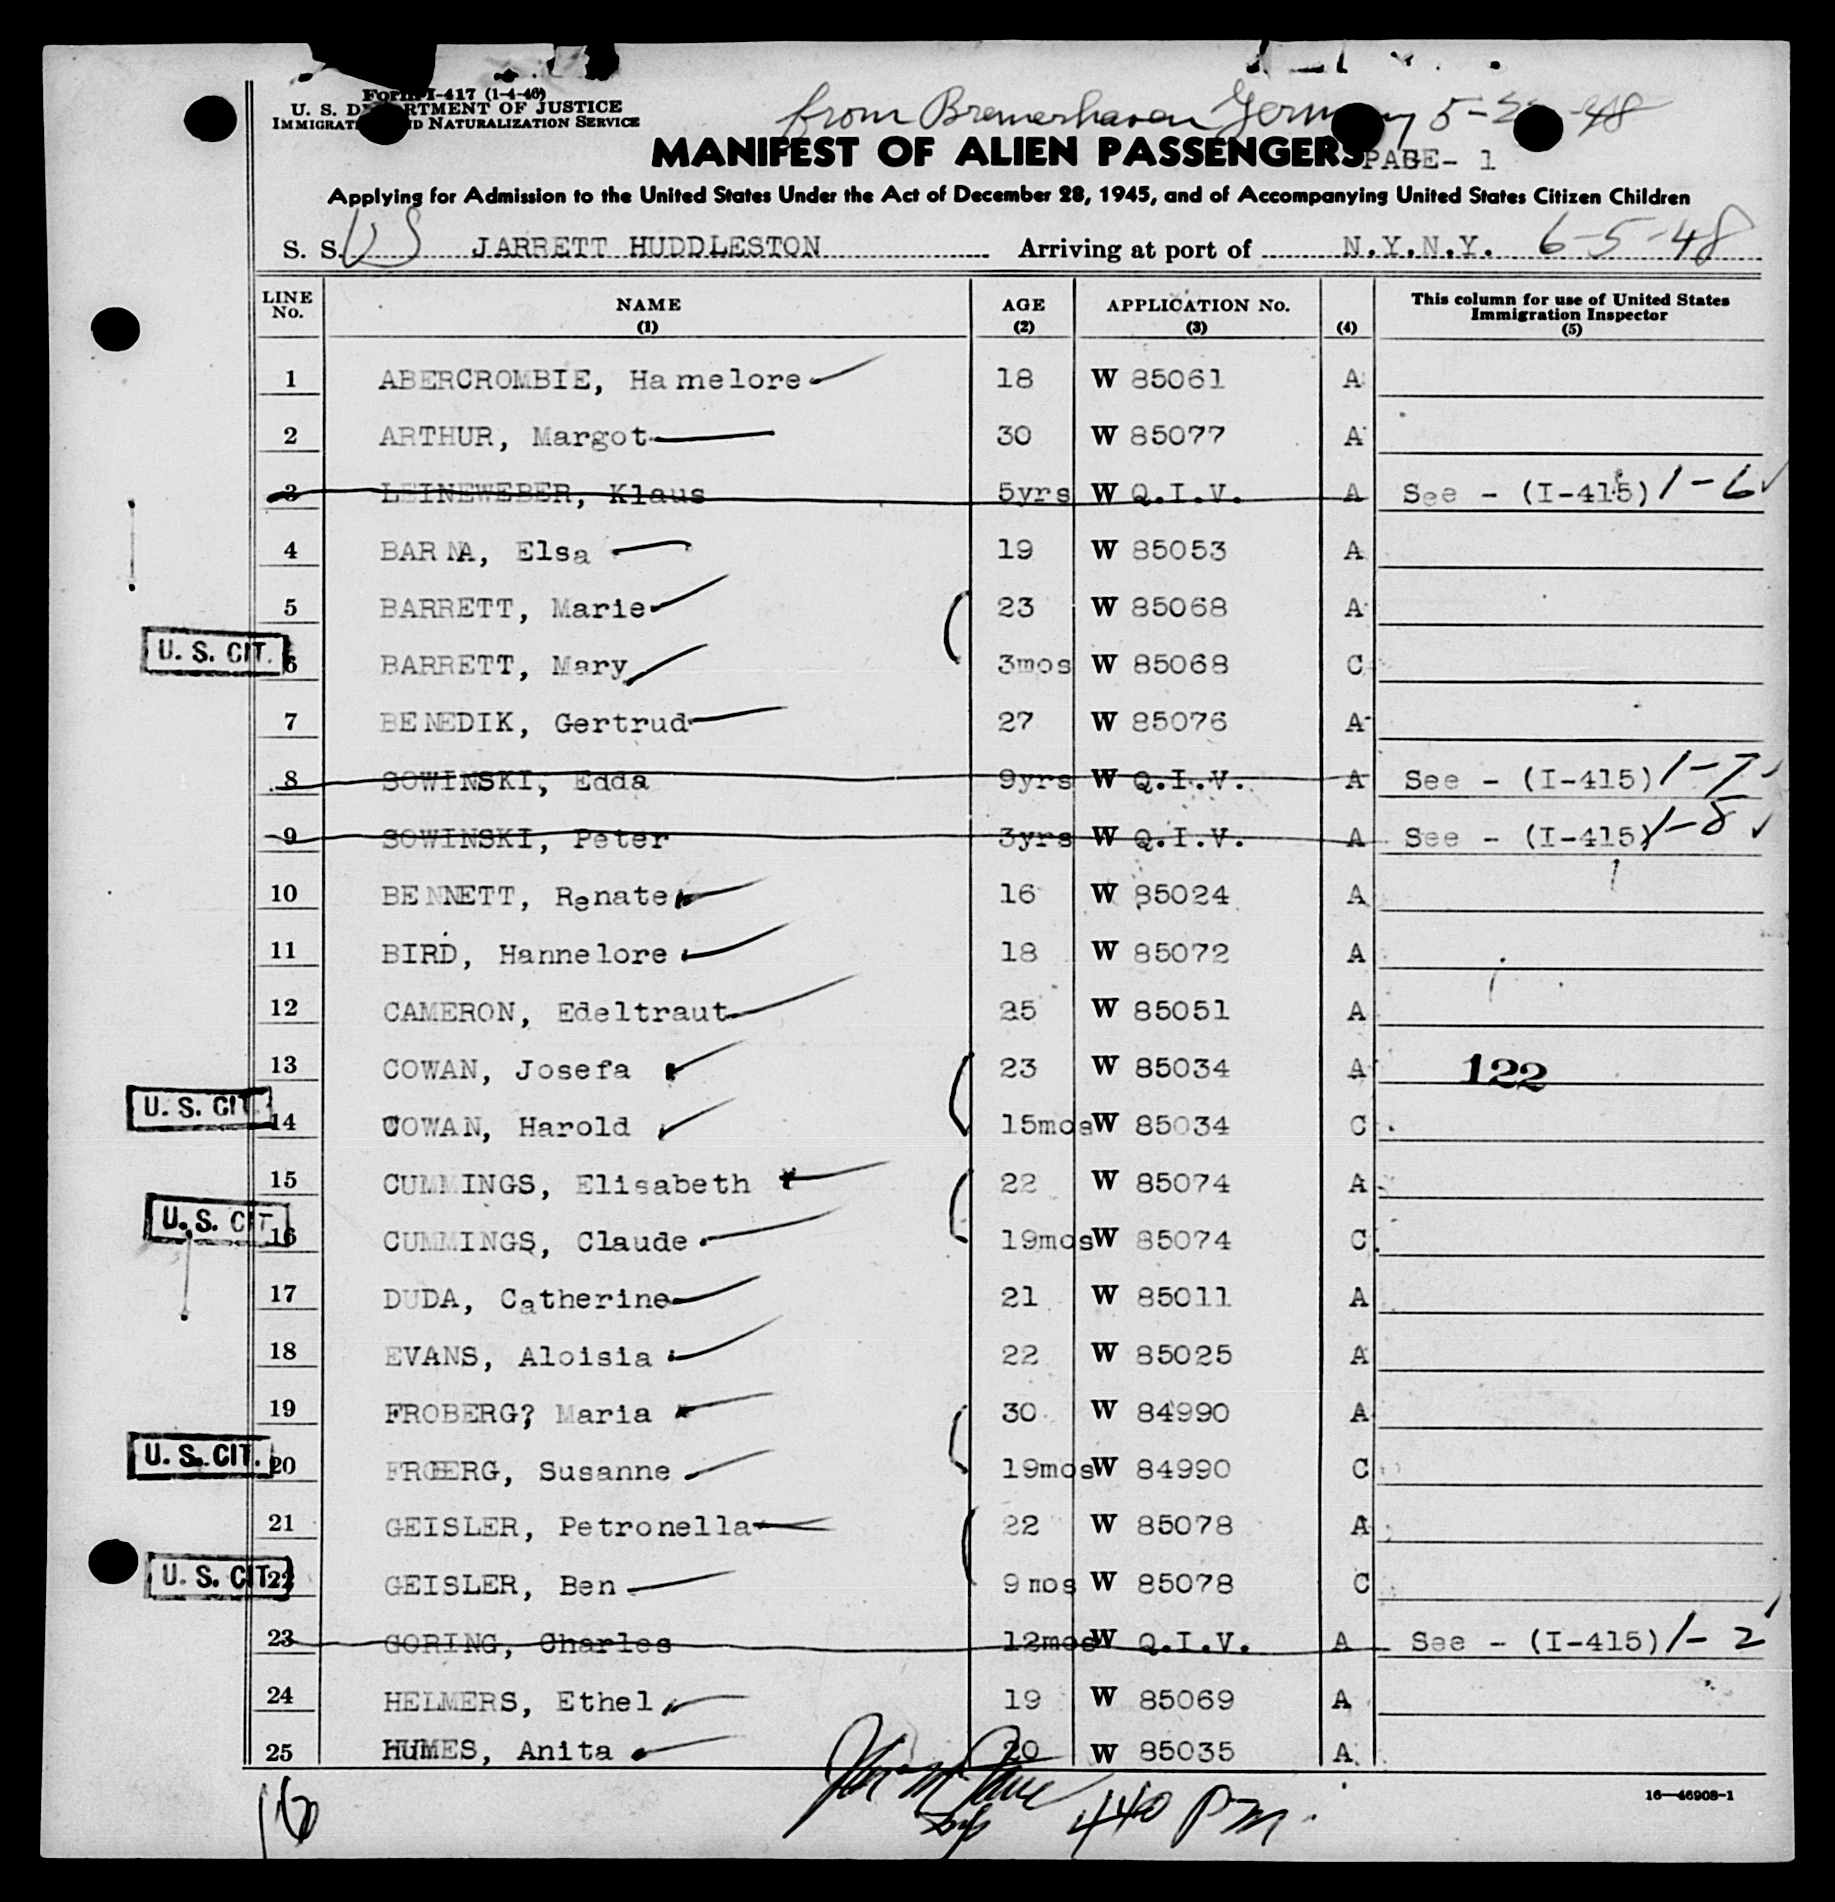 Form I-417 (1-4-46)
U. S. DEPARTMENT OF JUSTICE
IMMIGRATION AND NATURALIZATION SERVICE
from Bremerhaven Germany 5- -48
MANIFEST OF ALIEN PASSENGERS PAGE- 1
Applying for Admission to the United States Under the Act of December 28, 1945, and of Accompanying United States Citizen Children
S. S. US JARRETT HUDDLESTON Arriving at port of N.Y.N.Y. 6-5-48
LINE No. NAME (1) AGE (2) APPLICATION No. (3) (4) This column for use of United States Immigration Inspector (5)
1 ABERCROMBIE, Hamelore 18 W 85061 A
2 ARTHUR, Margot 30 W 85077 A
3 LEINEWEBER, Klaus 5yrs W Q.I.V. A See - (I-415) 1-6
4 BARNA, Elsa 19 W 85053 A
5 BARRETT, Marie 23 W 85068 A
U. S. CIT. 6 BARRETT, Mary 3mos W 85068 C
7 BENEDIK, Gertrud 27 W 85076 A
8 SOWINSKI, Edda 9yrs W Q.I.V. A See - (I-415) 1-7
9 SOWINSKI, Peter 3yrs W Q.I.V. A See - (I-415) 1-8
10 BENNETT, Renate 16 W 85024 A
11 BIRD, Hannelore 18 W 85072 A
12 CAMERON, Edeltraut 25 W 85051 A
13 COWAN, Josefa 23 W 85034 A 122
U. S. CIT. 14 COWAN, Harold 15mos W 85034 C
15 CUMMINGS, Elisabeth 22 W 85074 A
U. S. CIT. 16 CUMMINGS, Claude 19mos W 85074 C
17 DUDA, Catherine 21 W 85011 A
18 EVANS, Aloisia 22 W 85025 A
19 FROBERG? Maria 30 W 84990 A
U. S. CIT. 20 FROBERG, Susanne 19mos W 84990 C
21 GEISLER, Petronella 22 W 85078 A
U. S. CIT. 22 GEISLER, Ben 9mos W 85078 C
23 GORING, Charles 12mos W Q.I.V. A See - (I-415) 1-2
24 HELMERS, Ethel 19 W 85069 A
25 HUMES, Anita 20 W 85035 A
16 440 Pm.
16—46908-1